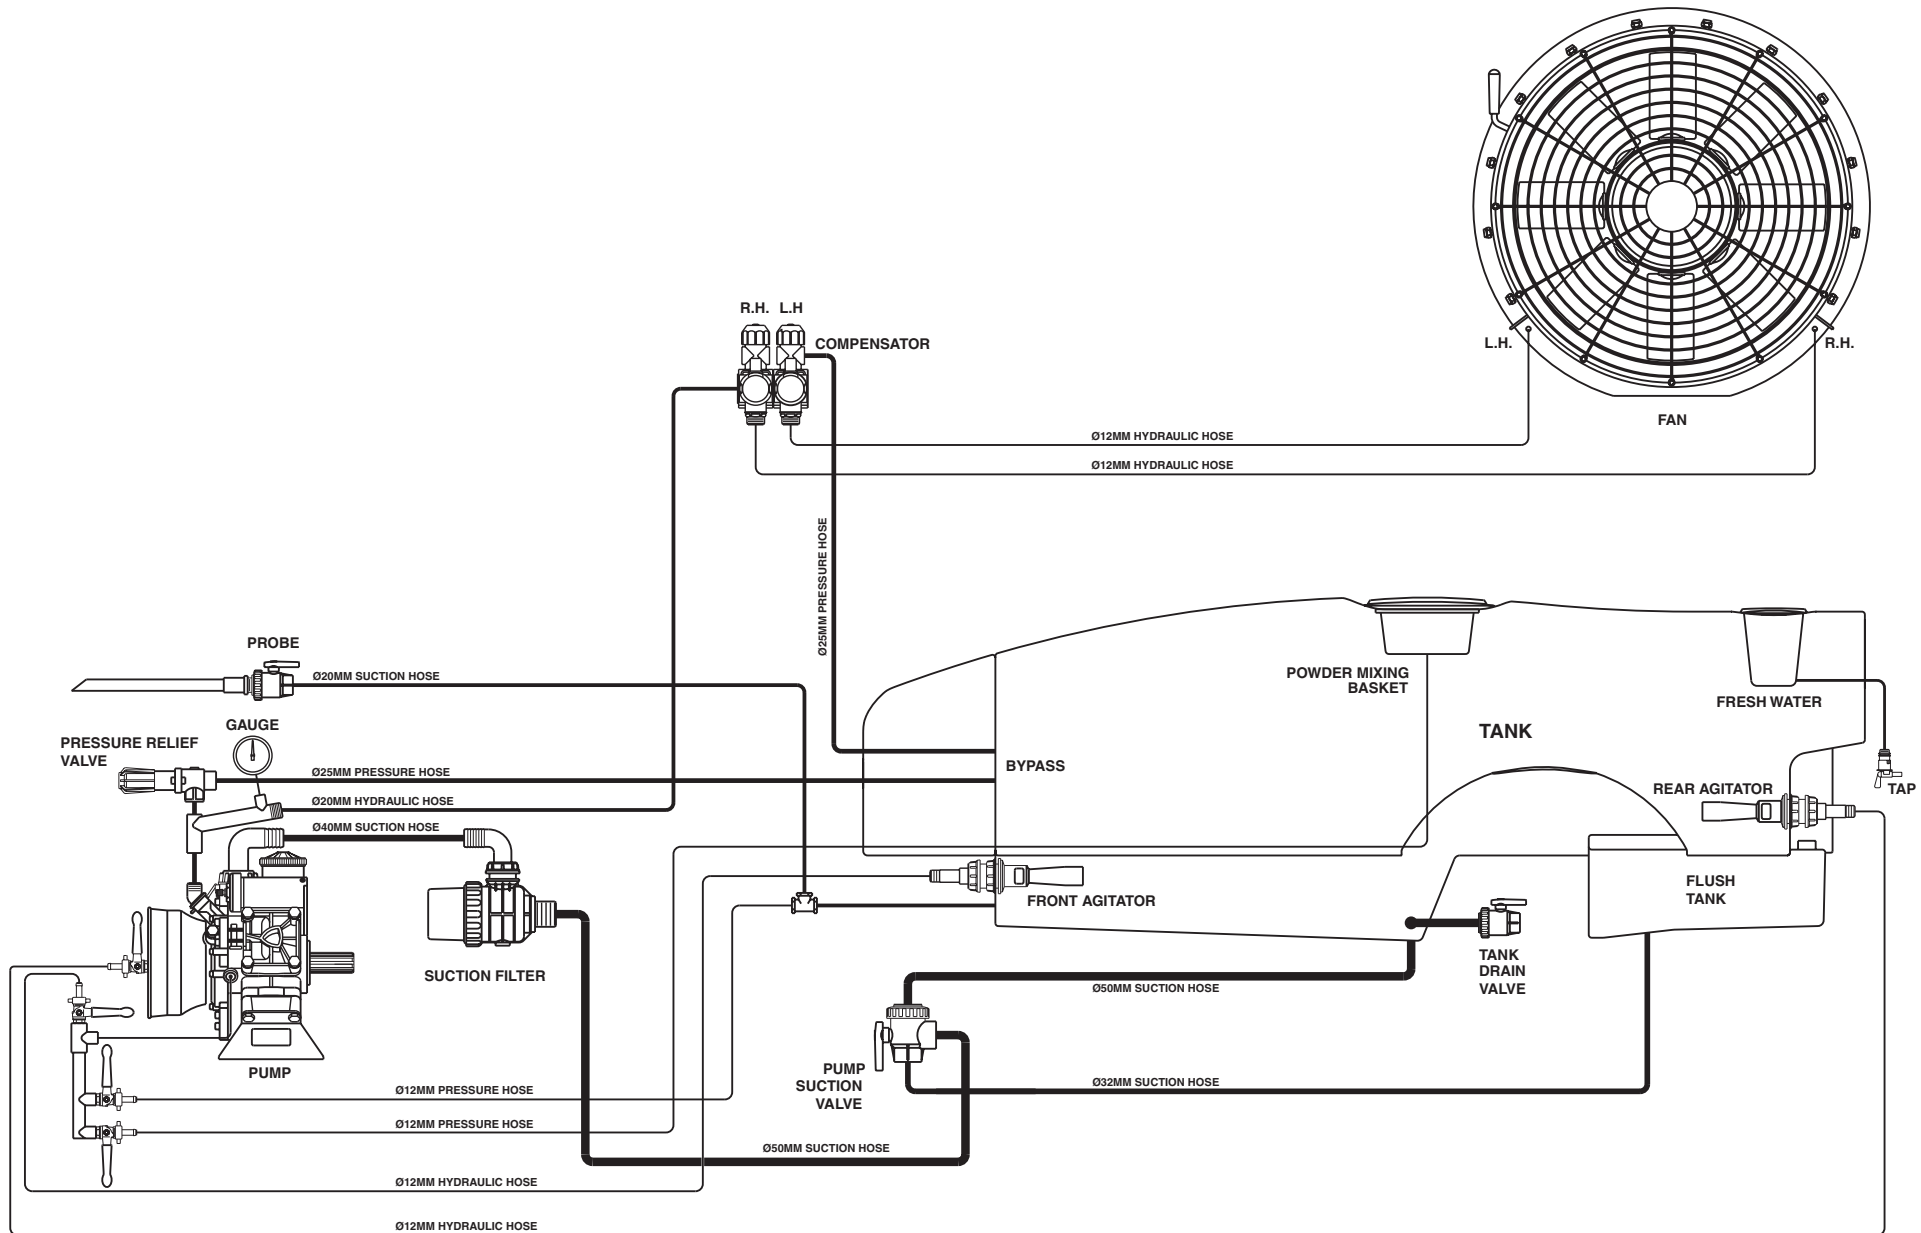 R.H. L.H
COMPENSATOR
L.H.
R.H.
FAN
Ø12MM HYDRAULIC HOSE
Ø12MM HYDRAULIC HOSE
Ø25MM PRESSURE HOSE
PROBE
Ø20MM SUCTION HOSE
GAUGE
PRESSURE RELIEF
VALVE
Ø25MM PRESSURE HOSE
Ø20MM HYDRAULIC HOSE
Ø40MM SUCTION HOSE
POWDER MIXING
BASKET
FRESH WATER
TANK
BYPASS
REAR AGITATOR
TAP
FLUSH
TANK
FRONT AGITATOR
SUCTION FILTER
TANK
DRAIN
VALVE
Ø50MM SUCTION HOSE
PUMP
PUMP
SUCTION
VALVE
Ø32MM SUCTION HOSE
Ø12MM PRESSURE HOSE
Ø12MM PRESSURE HOSE
Ø50MM SUCTION HOSE
Ø12MM HYDRAULIC HOSE
Ø12MM HYDRAULIC HOSE